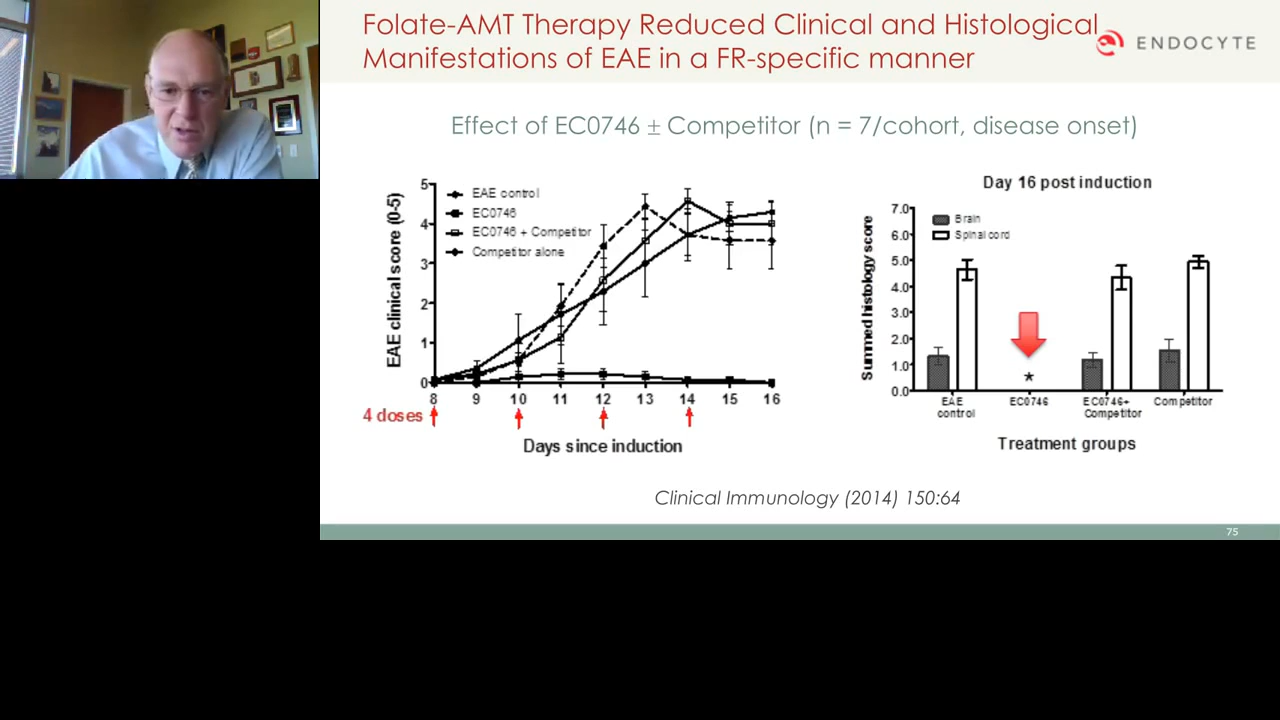 Folate-AMT Therapy Reduced Clinical and Histological
Manifestations of EAE in a FR-specific manner
ENDOCYTE
Effect of EC0746 ± Competitor (n = 7/cohort, disease onset)
EAE clinical score (0-5)
5
4
3
2
1
0
EAE control
EC0746
EC0746 + Competitor
Competitor alone
8 9 10 11 12 13 14 15 16
4 doses
Days since induction
Day 16 post induction
Summed histology score
7.0
6.0
5.0
4.0
3.0
2.0
1.0
0.0
Brain
Spinal cord
*
EAE control
EC0746
EC0746+ Competitor
Competitor
Treatment groups
Clinical Immunology (2014) 150:64
75